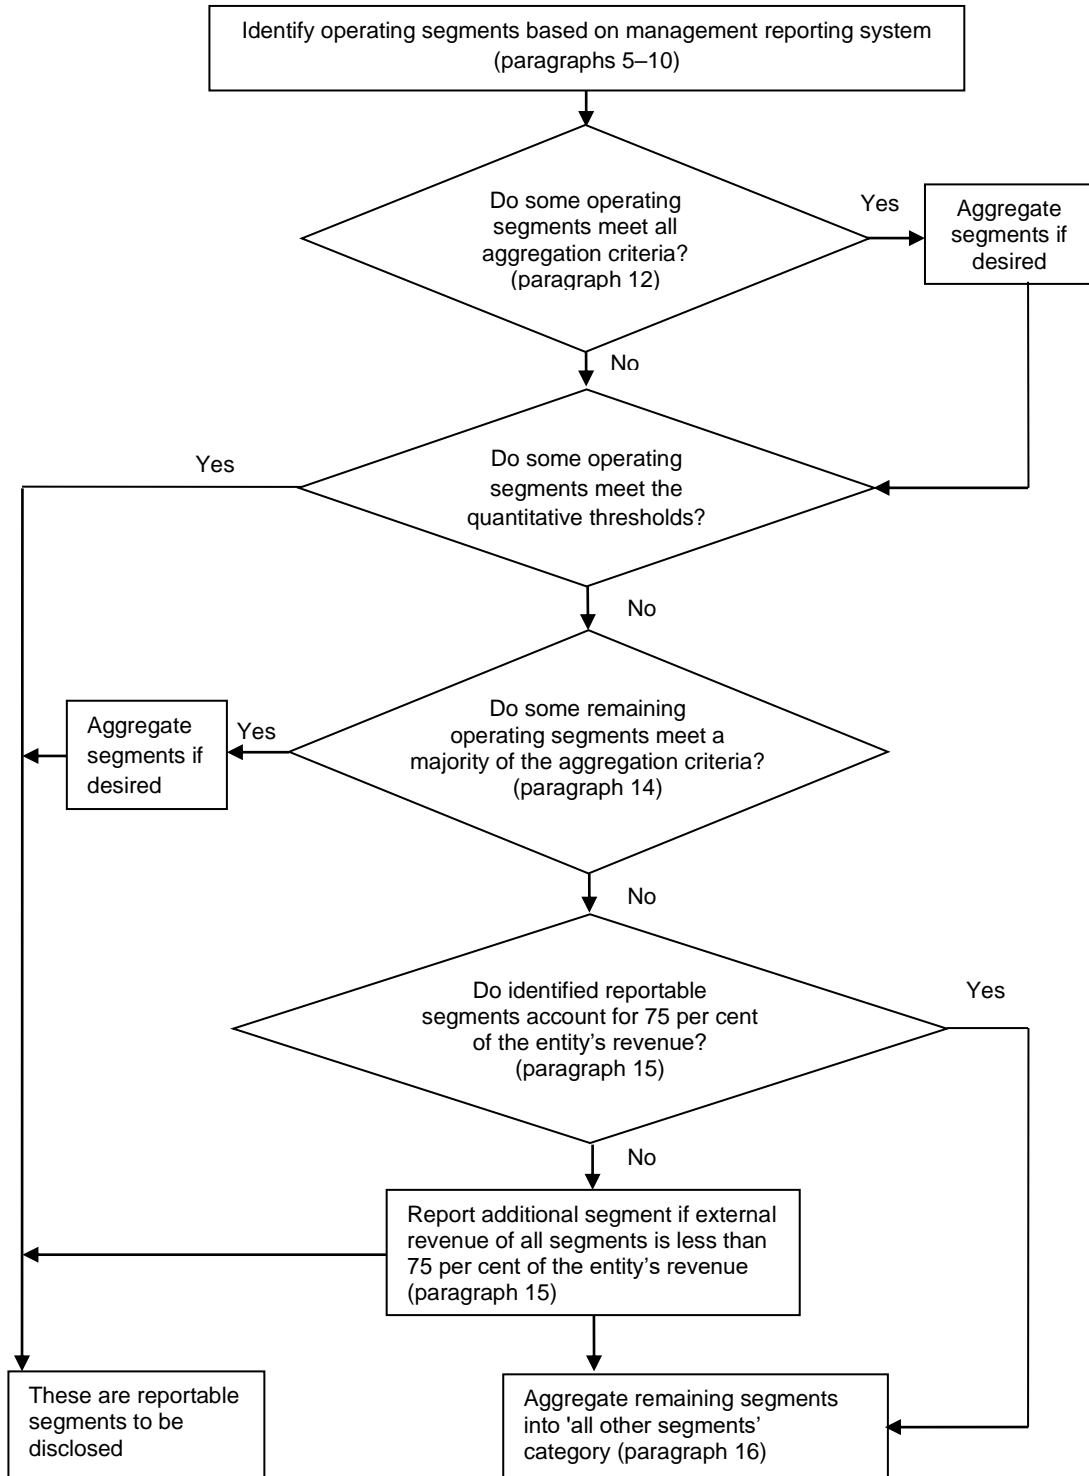 Identify operating segments based on management reporting system
(paragraphs 5–10)
Do some operating
segments meet all
aggregation criteria?
(paragraph 12)
Yes
Aggregate
segments if
desired
No
Yes
Do some operating
segments meet the
quantitative thresholds?
No
Aggregate
segments if
desired
Yes
Do some remaining
operating segments meet a
majority of the aggregation criteria?
(paragraph 14)
No
Do identified reportable
segments account for 75 per cent
of the entity’s revenue?
(paragraph 15)
Yes
No
Report additional segment if external
revenue of all segments is less than
75 per cent of the entity’s revenue
(paragraph 15)
These are reportable
segments to be
disclosed
Aggregate remaining segments
into 'all other segments’
category (paragraph 16)